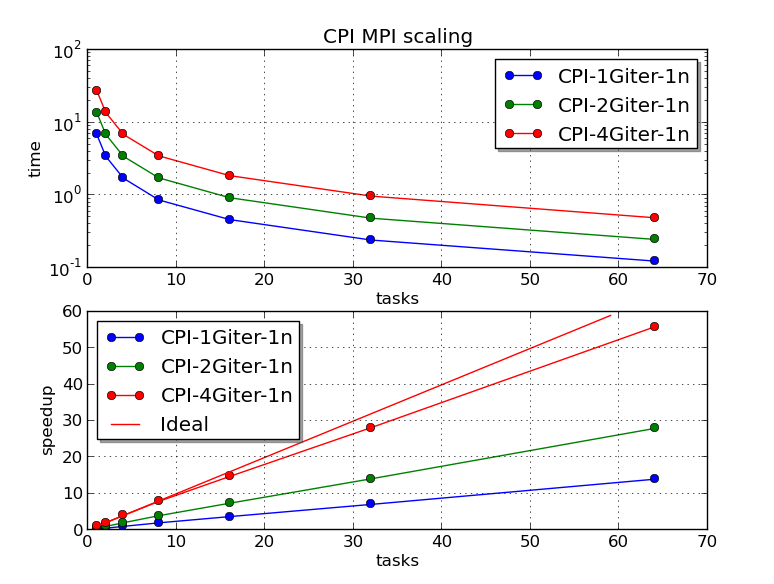 CPI MPI scaling
10^2
10^1
10^0
10^-1
time
CPI-1Giter-1n
CPI-2Giter-1n
CPI-4Giter-1n
0 10 20 30 40 50 60 70
tasks
60
50
40
30
20
10
0
speedup
CPI-1Giter-1n
CPI-2Giter-1n
CPI-4Giter-1n
Ideal
0 10 20 30 40 50 60 70
tasks